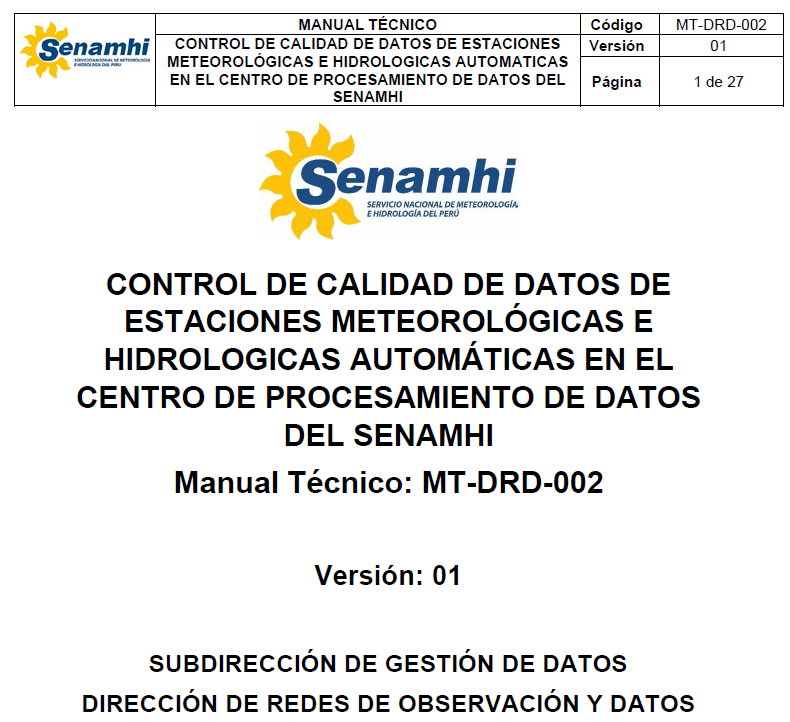 Senamhi
SERVICIO NACIONAL DE METEOROLOGÍA
E HIDROLOGÍA DEL PERÚ
MANUAL TÉCNICO
CONTROL DE CALIDAD DE DATOS DE ESTACIONES
METEOROLÓGICAS E HIDROLOGICAS AUTOMATICAS
EN EL CENTRO DE PROCESAMIENTO DE DATOS DEL
SENAMHI
Código MT-DRD-002
Versión 01
Página 1 de 27
Senamhi
SERVICIO NACIONAL DE METEOROLOGÍA,
E HIDROLOGÍA DEL PERÚ
CONTROL DE CALIDAD DE DATOS DE
ESTACIONES METEOROLÓGICAS E
HIDROLOGICAS AUTOMÁTICAS EN EL
CENTRO DE PROCESAMIENTO DE DATOS
DEL SENAMHI
Manual Técnico: MT-DRD-002
Versión: 01
SUBDIRECCIÓN DE GESTIÓN DE DATOS
DIRECCIÓN DE REDES DE OBSERVACIÓN Y DATOS